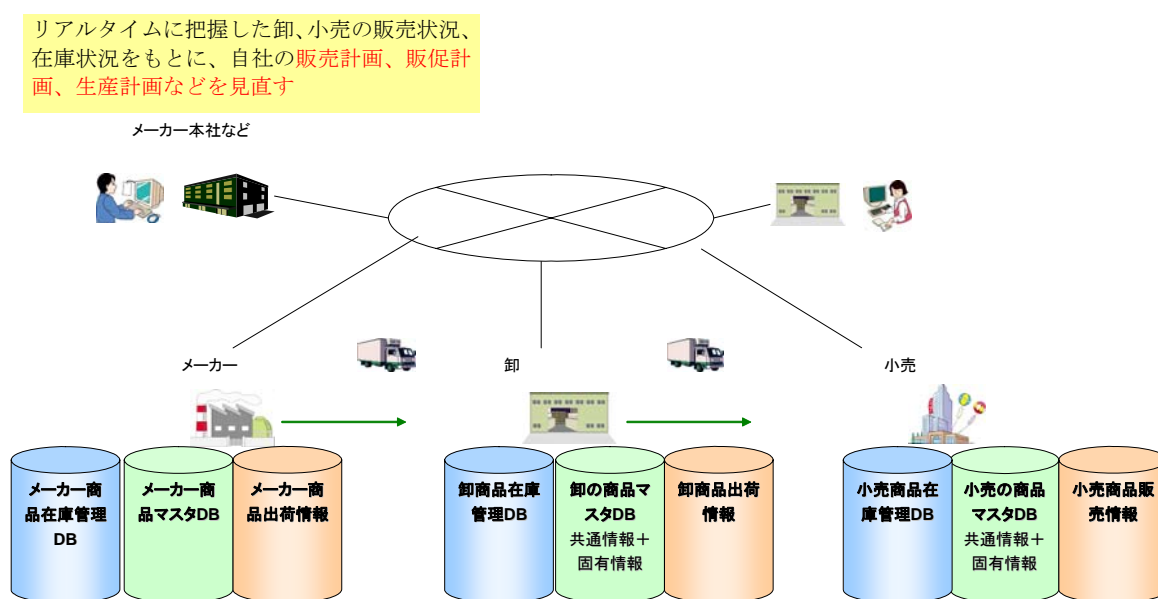 リアルタイムに把握した卸、小売の販売状況、
在庫状況をもとに、自社の販売計画、販促計
画、生産計画などを見直す
メーカー本社など
メーカー
卸
小売
メーカー商
品在庫管理
DB
メーカー商
品マスタDB
メーカー商
品出荷情報
卸商品在庫
管理DB
卸の商品マ
スタDB
共通情報＋
固有情報
卸商品出荷
情報
小売商品在
庫管理DB
小売の商品
マスタDB
共通情報＋
固有情報
小売商品販
売情報